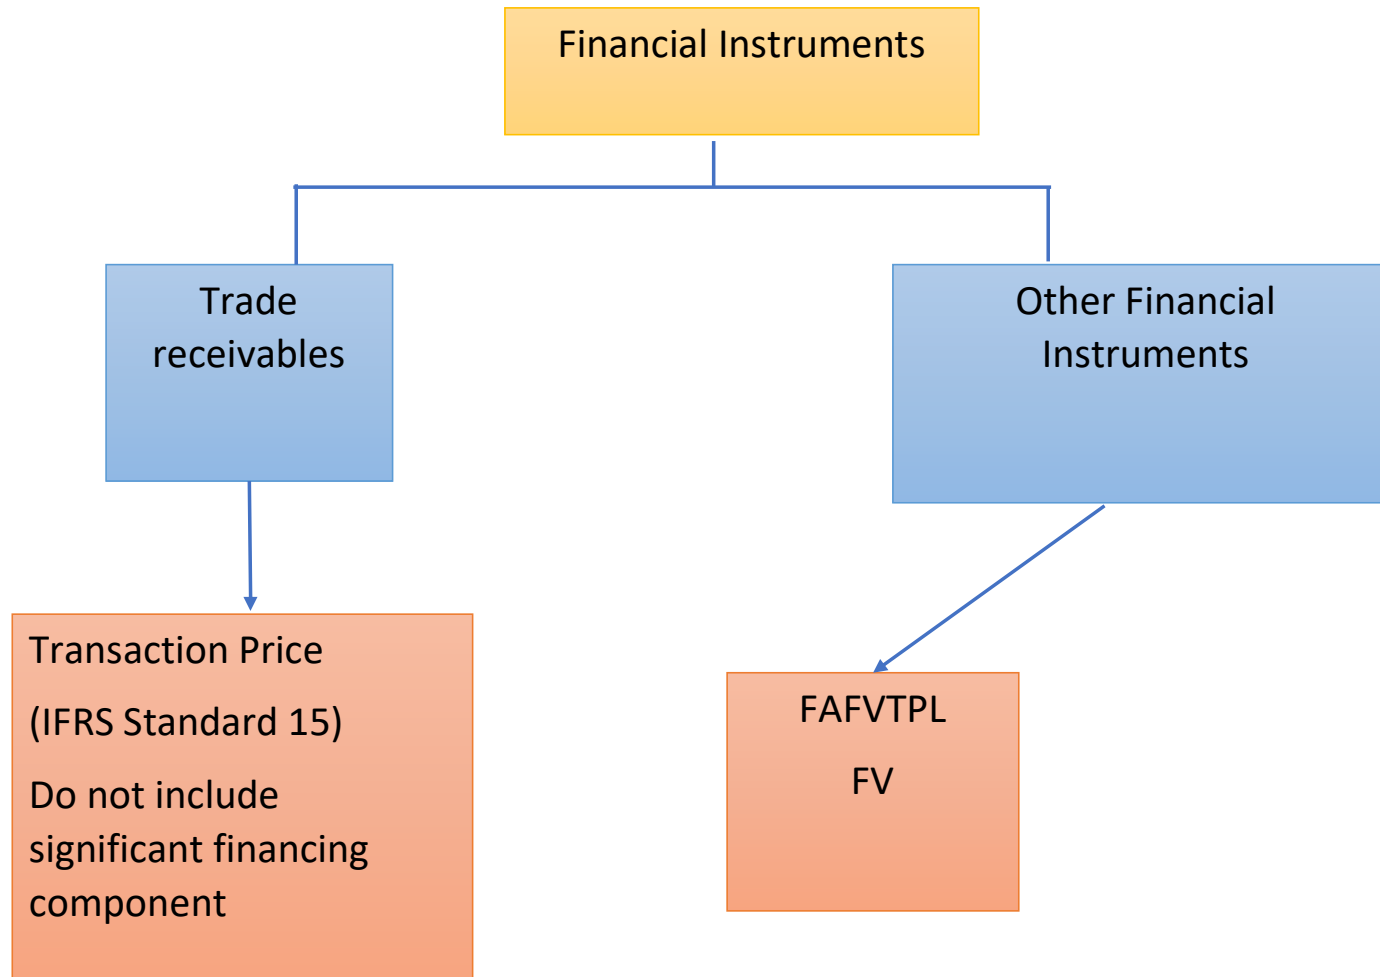 Financial Instruments
Trade
receivables
Other Financial
Instruments
Transaction Price
(IFRS Standard 15)
Do not include
significant financing
component
FAFVTPL
FV